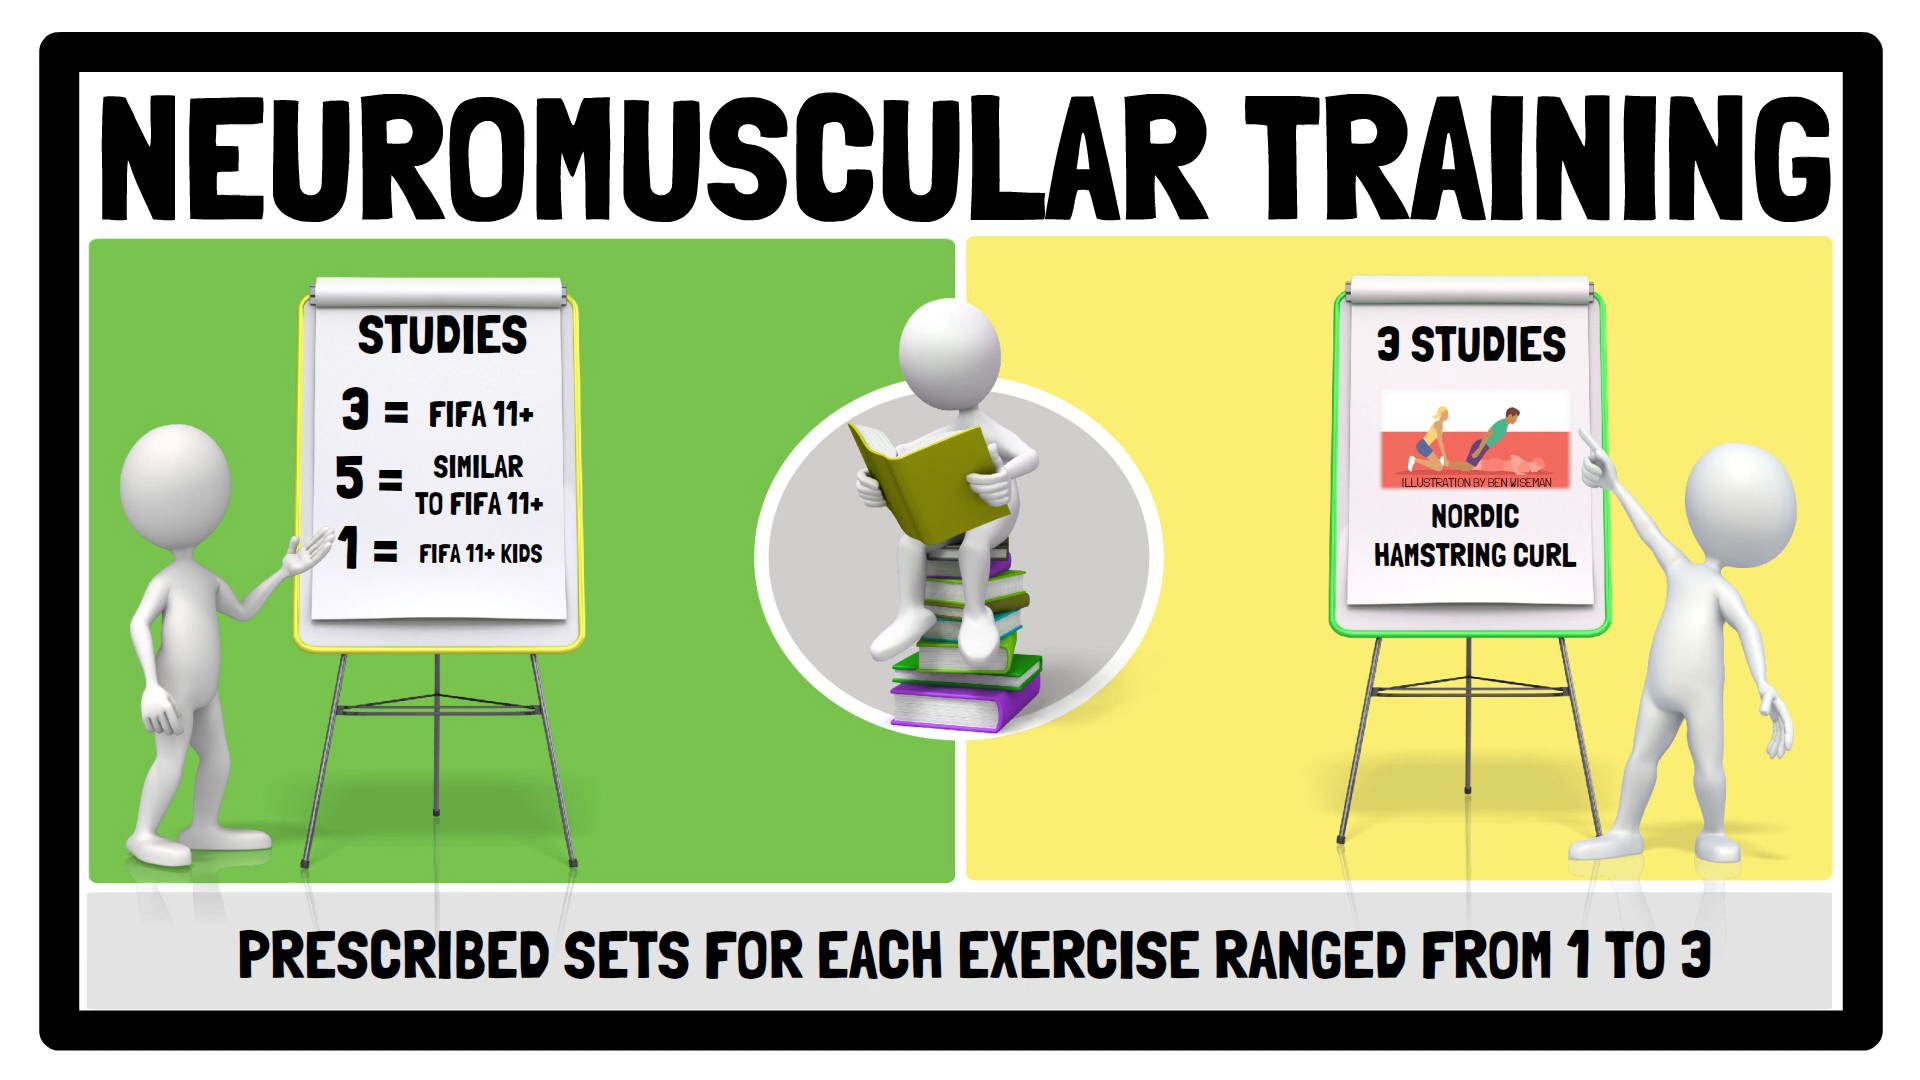 NEUROMUSCULAR TRAINING
STUDIES
3 = FIFA 11+
5 = SIMILAR
TO FIFA 11+
1 = FIFA 11+ KIDS
3 STUDIES
ILLUSTRATION BY BEN WISEMAN
NORDIC
HAMSTRING CURL
PRESCRIBED SETS FOR EACH EXERCISE RANGED FROM 1 TO 3